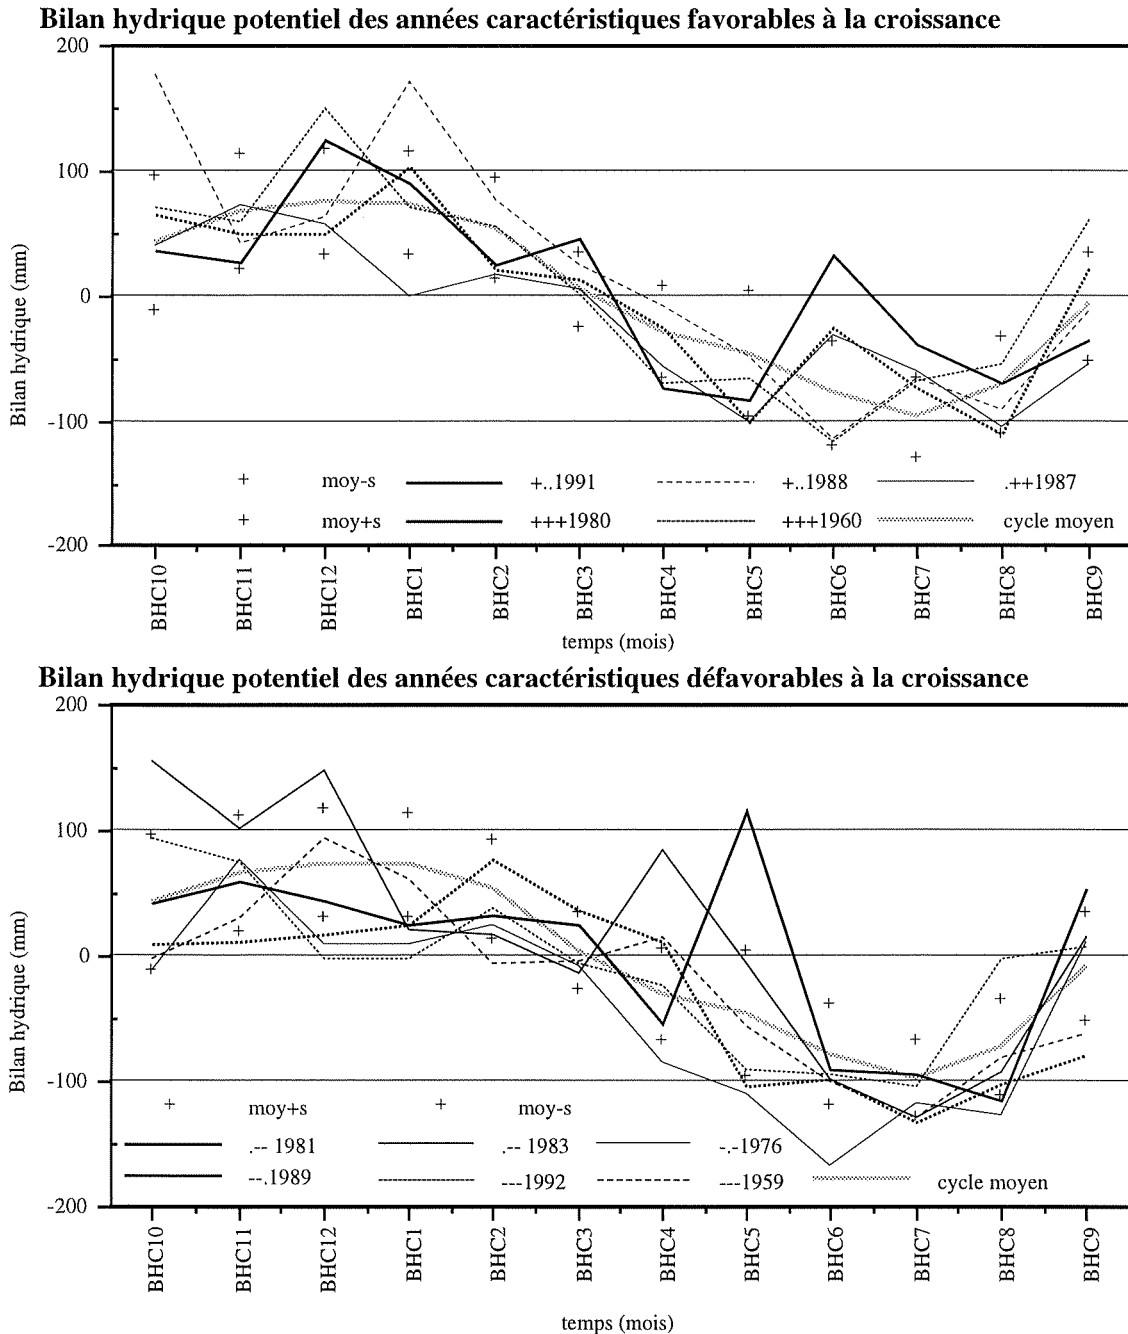 Bilan hydrique potentiel des années caractéristiques favorables à la croissance
200
100
0
-100
-200
Bilan hydrique (mm)
+ moy-s +..1991 +..1988 .++1987
+ moy+s +++1980 +++1960 cycle moyen
BHC10 BHC11 BHC12 BHC1 BHC2 BHC3 BHC4 BHC5 BHC6 BHC7 BHC8 BHC9
temps (mois)
Bilan hydrique potentiel des années caractéristiques défavorables à la croissance
200
100
0
-100
-200
Bilan hydrique (mm)
+ moy+s + moy-s
.-- 1981 .-- 1983 -.-1976
--.1989 ---1992 ---1959 cycle moyen
BHC10 BHC11 BHC12 BHC1 BHC2 BHC3 BHC4 BHC5 BHC6 BHC7 BHC8 BHC9
temps (mois)